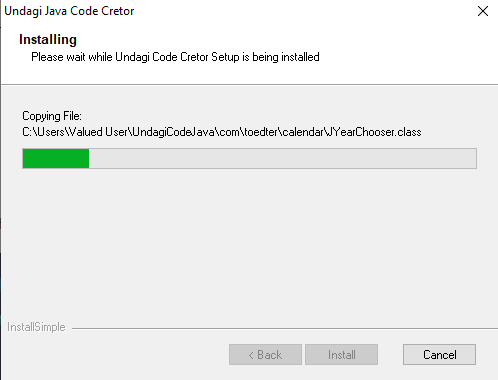 Undagi Java Code Cretor
Installing
Please wait while Undagi Code Cretor Setup is being installed
Copying File:
C:\Users\Valued User\UndagiCodeJava\com\toedter\calendar\JYearChooser.class
InstallSimple
< Back
Install
Cancel